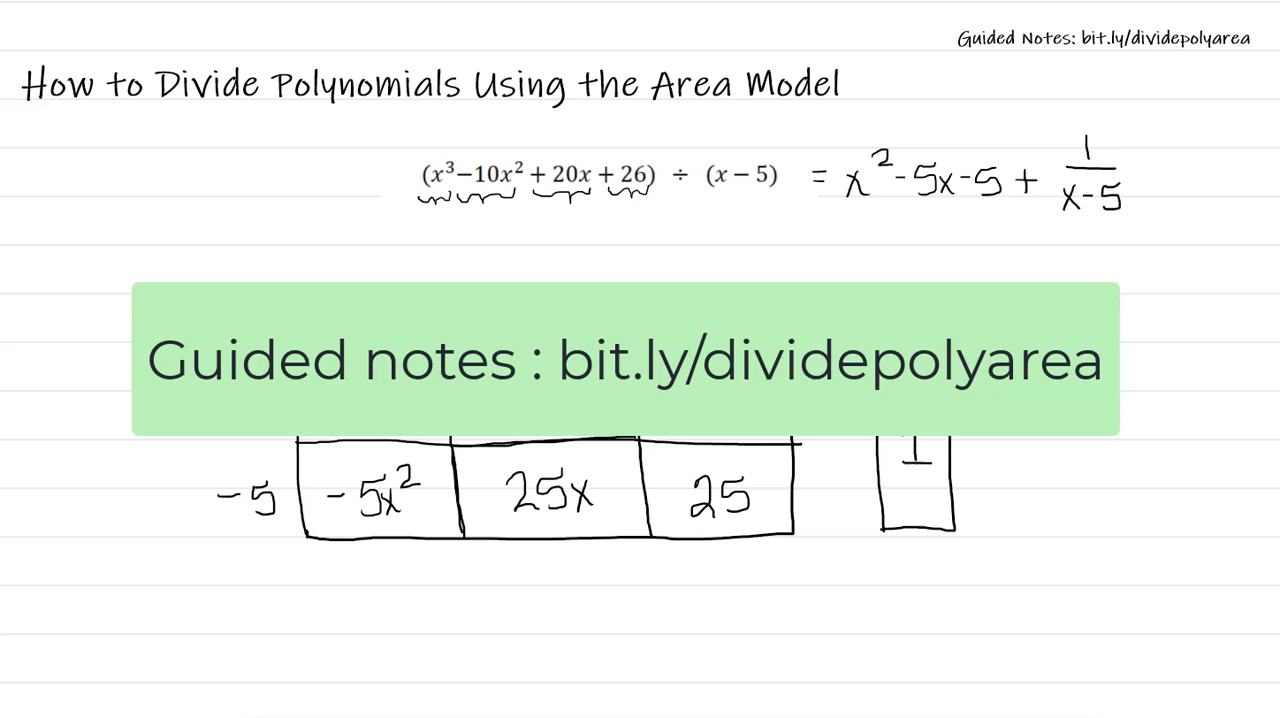 Guided Notes: bit.ly/dividepolyarea
How to Divide Polynomials Using the Area Model
(x³−10x² + 20x + 26) ÷ (x − 5) = x² - 5x - 5 + 1/(x-5)
Guided notes : bit.ly/dividepolyarea
-5 -5x² 25x 25 1